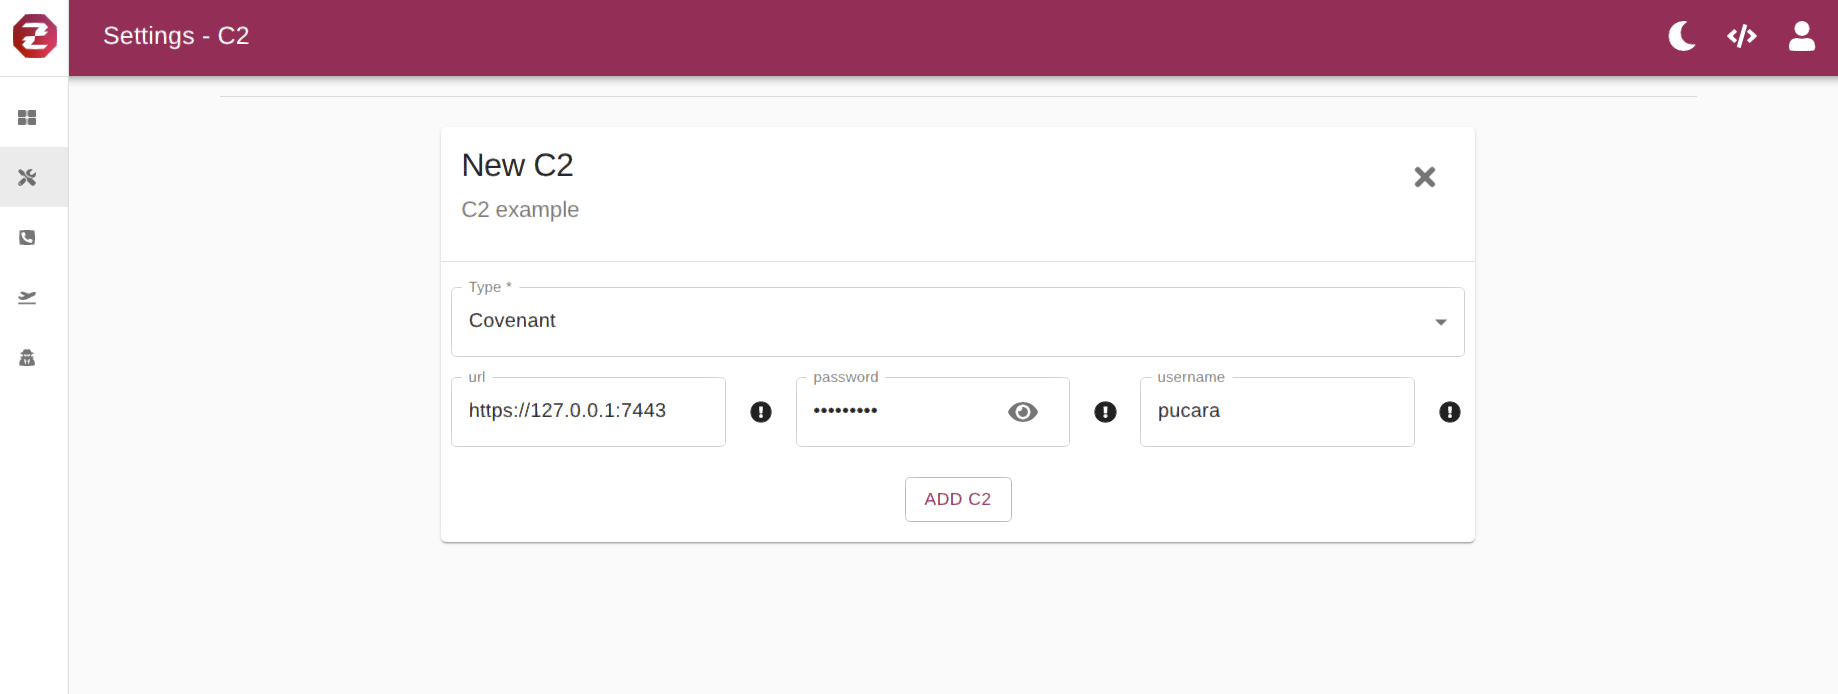 Settings - C2
New C2
C2 example
Type *
Covenant
url
https://127.0.0.1:7443
password
•••••••••
username
pucara
ADD C2